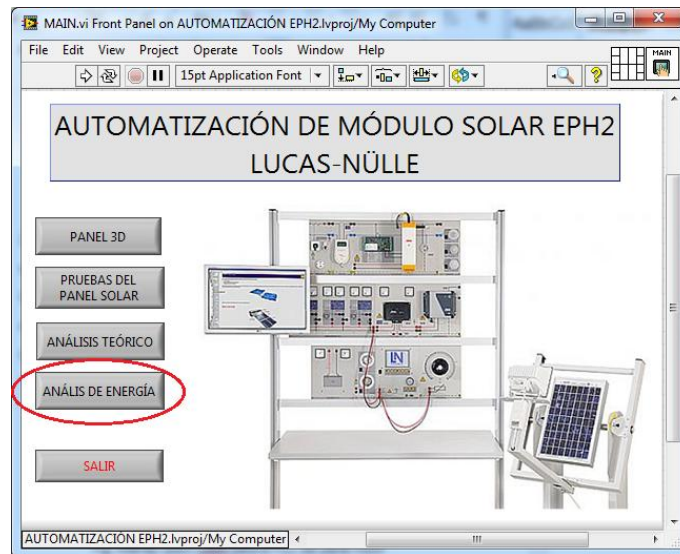 MAIN.vi Front Panel on AUTOMATIZACIÓN EPH2.lvproj/My Computer
File Edit View Project Operate Tools Window Help
15pt Application Font
MAIN
AUTOMATIZACIÓN DE MÓDULO SOLAR EPH2
LUCAS-NÜLLE
PANEL 3D
PRUEBAS DEL
PANEL SOLAR
ANÁLISIS TEÓRICO
ANÁLIS DE ENERGÍA
SALIR
LN
AUTOMATIZACIÓN EPH2.lvproj/My Computer